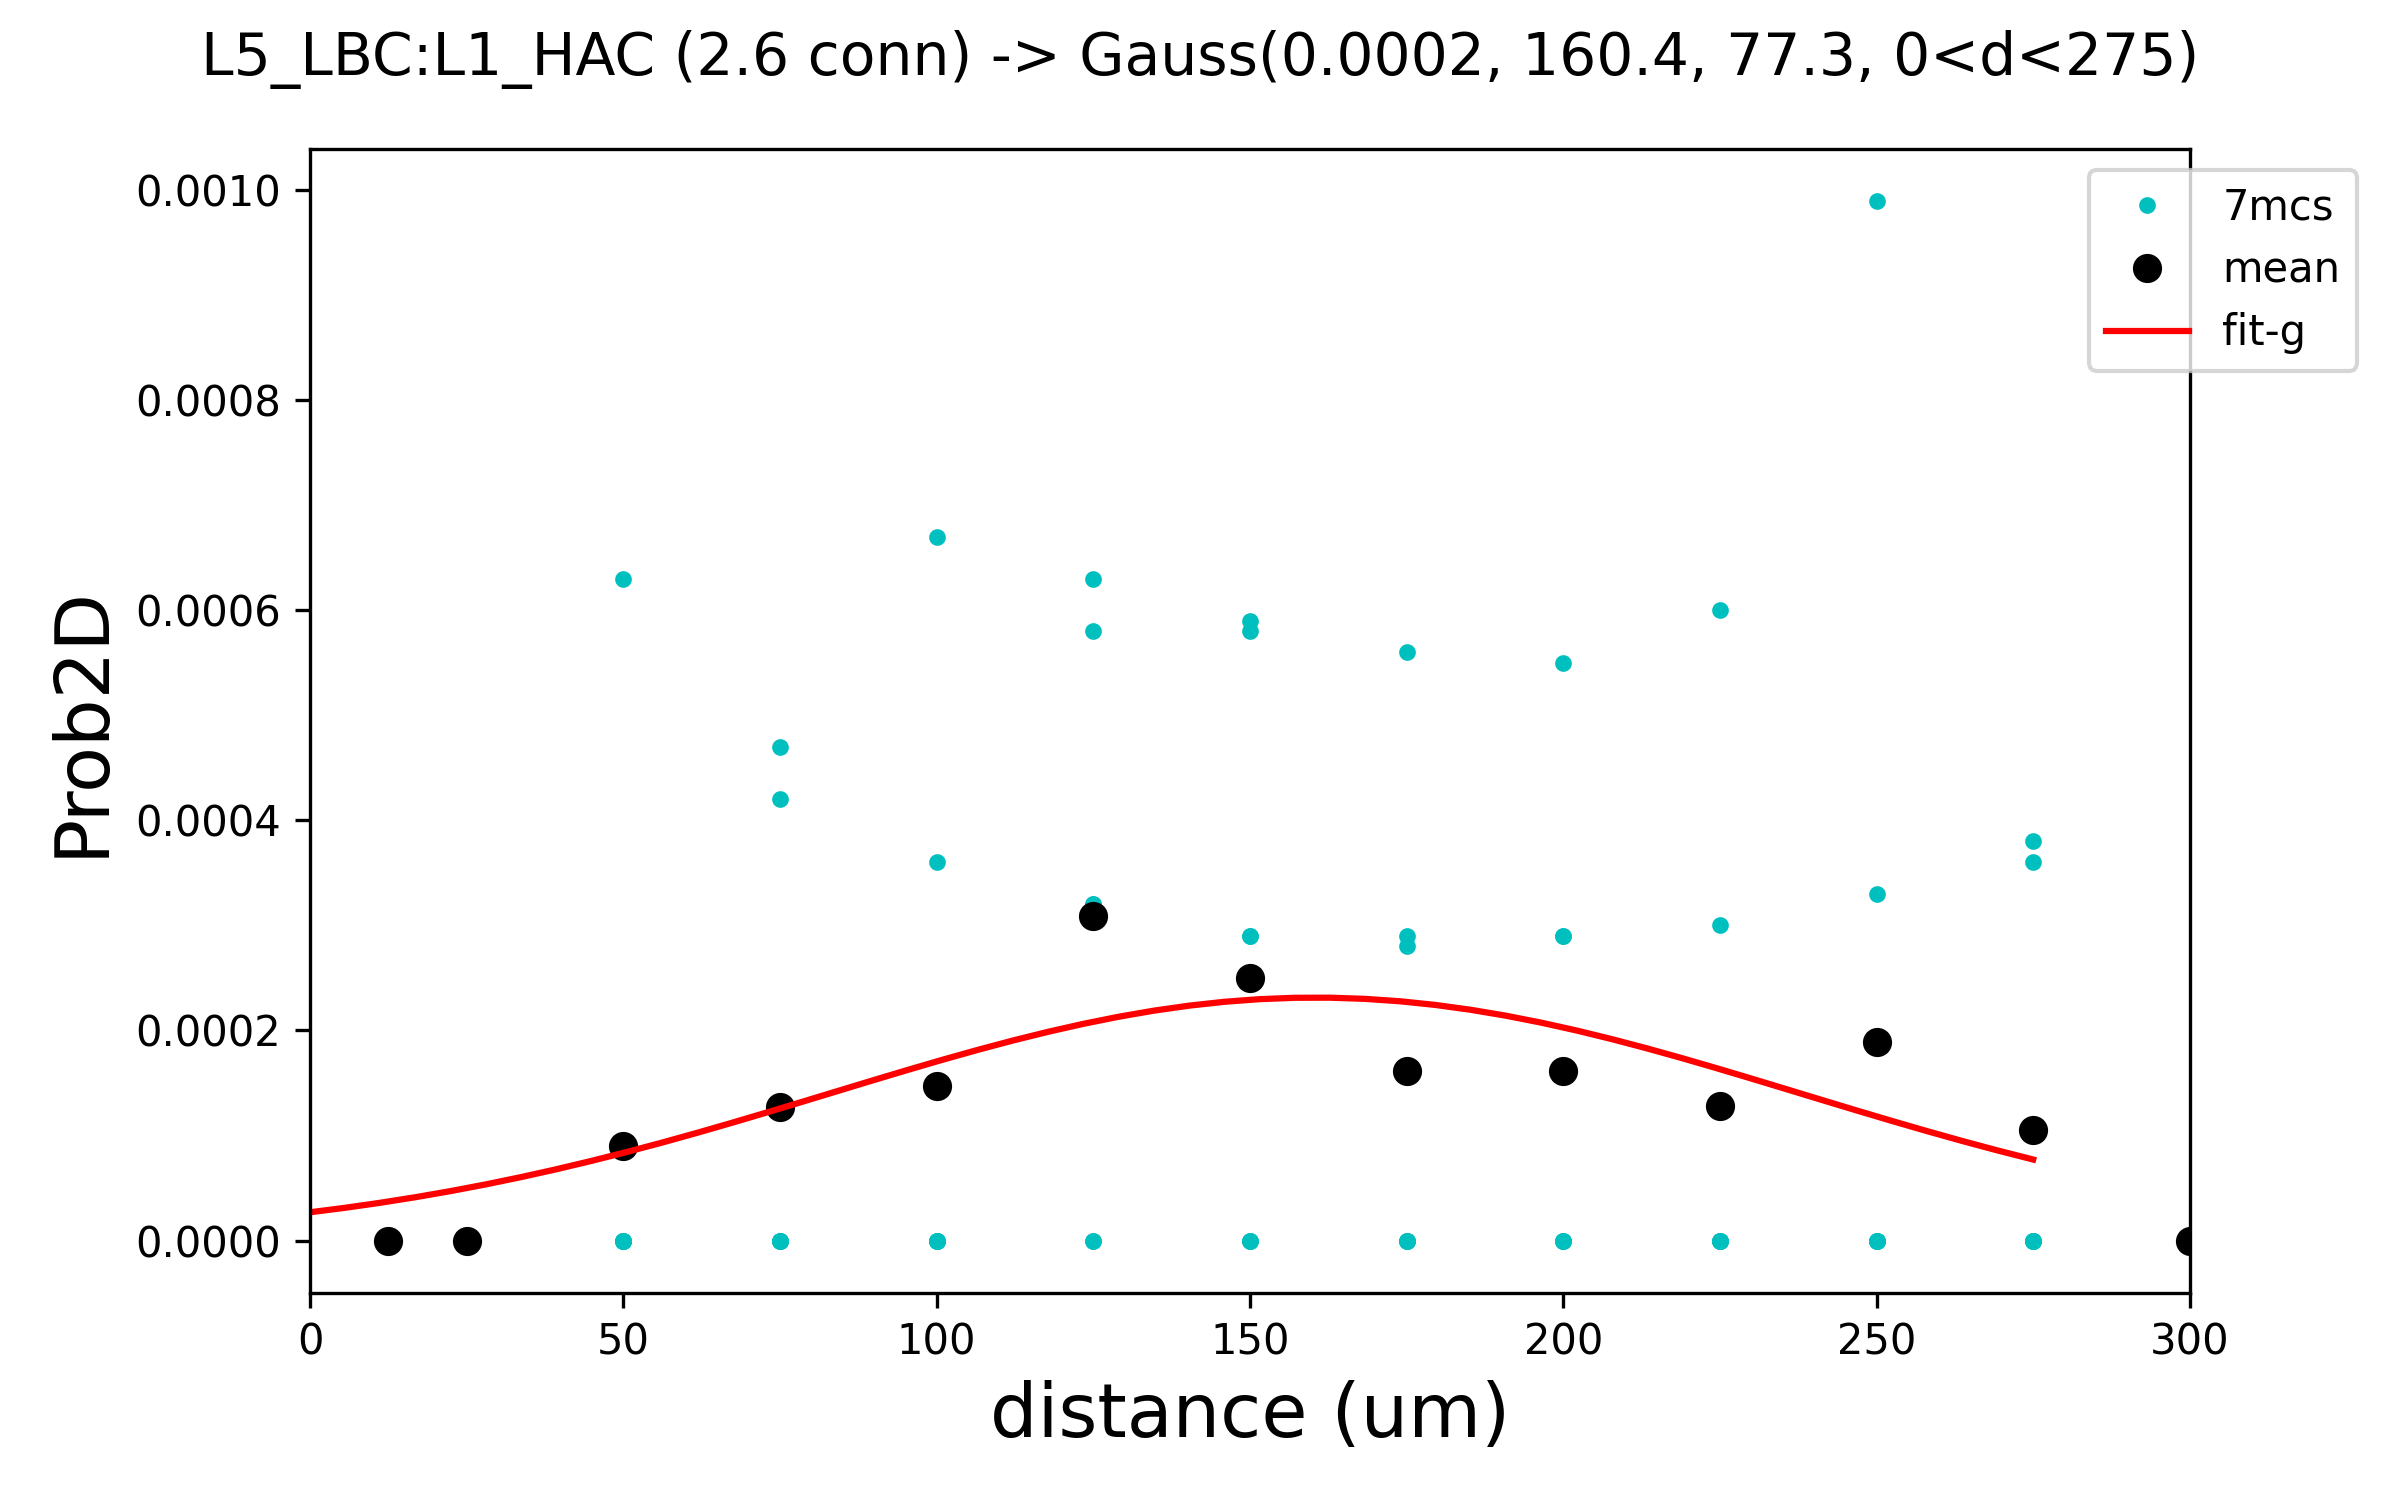 L5_LBC:L1_HAC (2.6 conn) -> Gauss(0.0002, 160.4, 77.3, 0<d<275)
7mcs
mean
fit-g
Prob2D
0.0010
0.0008
0.0006
0.0004
0.0002
0.0000
0 50 100 150 200 250 300
distance (um)